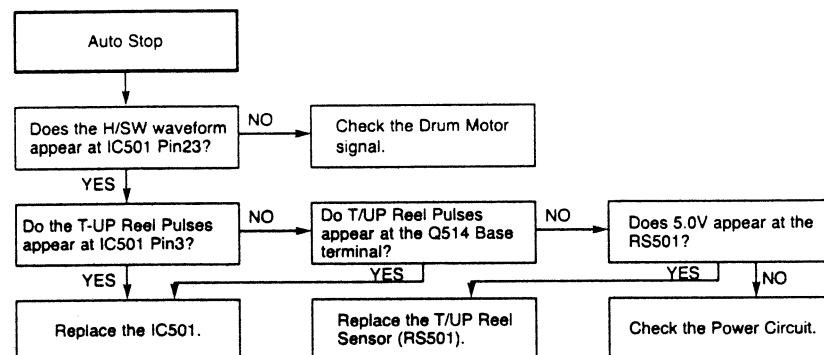 Auto Stop
Does the H/SW waveform
appear at IC501 Pin23?
NO
Check the Drum Motor
signal.
YES
Do the T-UP Reel Pulses
appear at IC501 Pin3?
NO
Do T/UP Reel Pulses
appear at the Q514 Base
terminal?
NO
Does 5.0V appear at the
RS501?
YES
YES
YES
NO
Replace the IC501.
Replace the T/UP Reel
Sensor (RS501).
Check the Power Circuit.